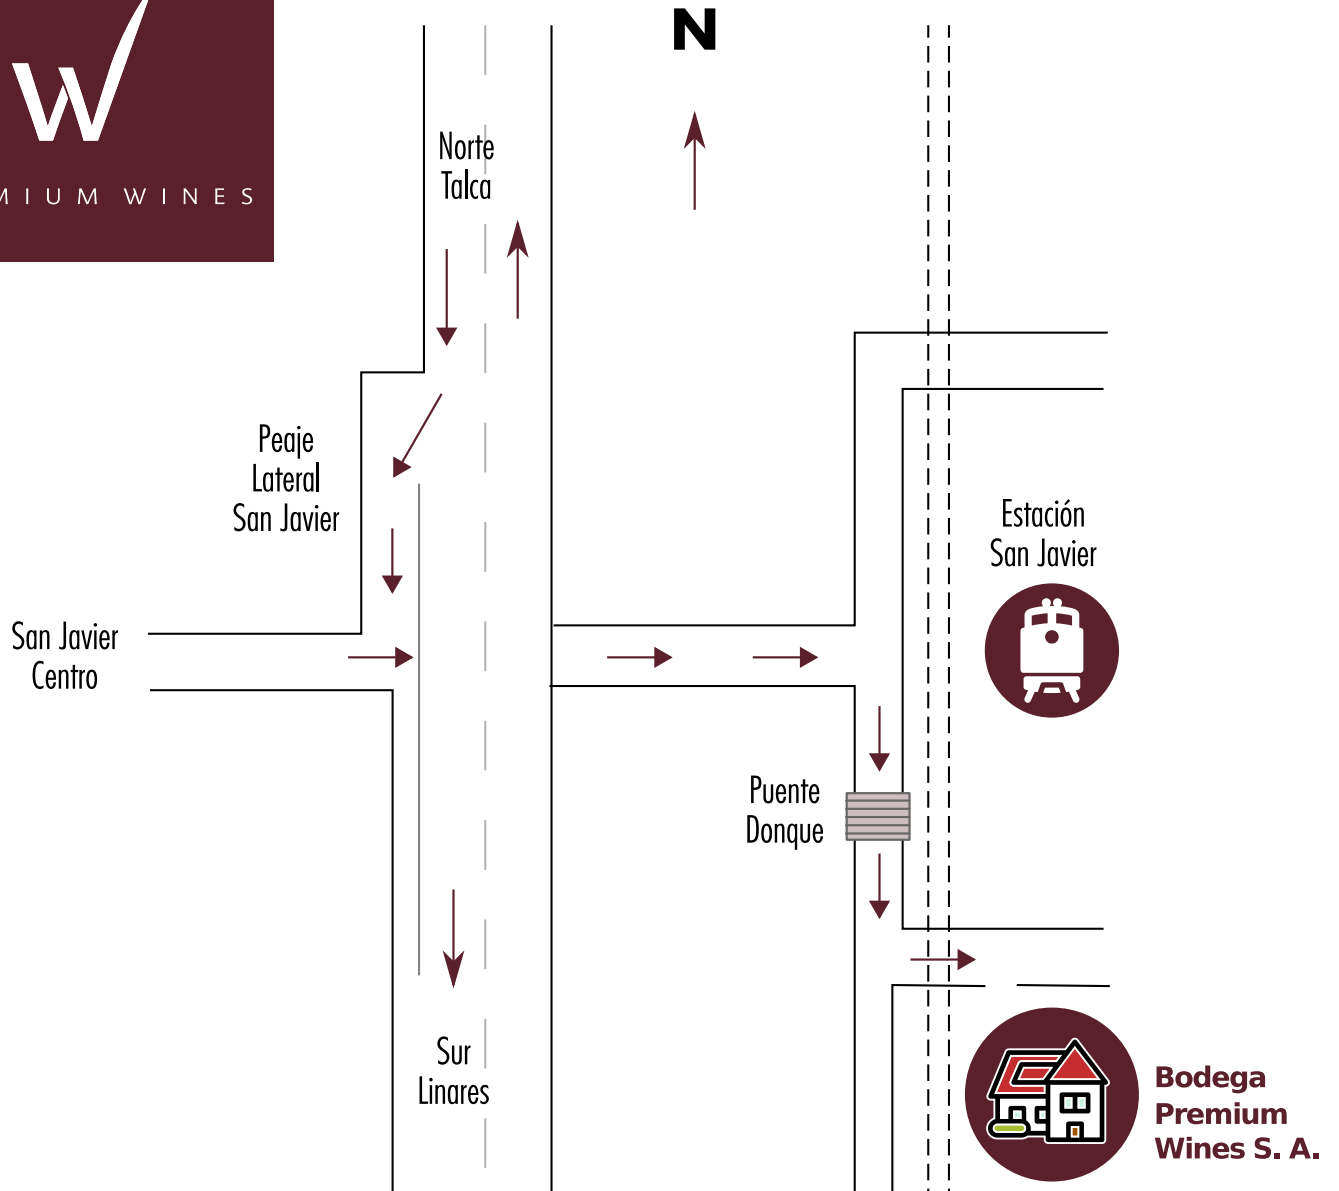 N
W
MIUM WINES
Norte
Talca
Peaje
Lateral
San Javier
Estación
San Javier
San Javier
Centro
Puente
Donque
Sur
Linares
Bodega
Premium
Wines S. A.